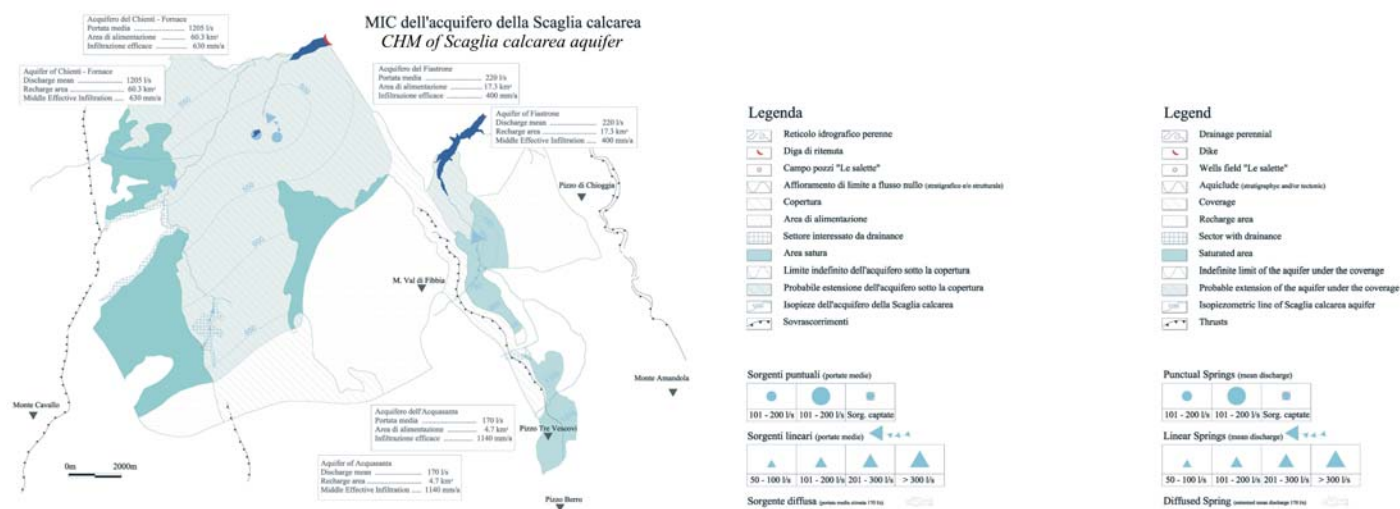 MIC dell'acquifero della Scaglia calcarea
CHM of Scaglia calcarea aquifer
Acquifero del Chienti - Fornace
Portata media ........ 1205 l/s
Area di alimentazione ........ 60.3 km²
Infiltrazione efficace ........ 630 mm/a
Aquifer of Chienti - Fornace
Discharge mean ........ 1205 l/s
Recharge area ........ 60.3 km²
Middle Effective Infiltration ..... 630 mm/a
Acquifero del Fiastrone
Portata media ........ 220 l/s
Area di alimentazione ........ 17.3 km²
Infiltrazione efficace ........ 400 mm/a
Aquifer of Fiastrone
Discharge mean ........ 220 l/s
Recharge area ........ 17.3 km²
Middle Effective Infiltration ..... 400 mm/a
Pizzo di Chioggia
M. Val di Fibbia
Monte Amandola
Monte Cavallo
Acquifero dell'Acquasanta
Portata media ........ 170 l/s
Area di alimentazione ........ 4.7 km²
Infiltrazione efficace ........ 1140 mm/a
Pizzo Tre Vescovi
Aquifer of Acquasanta
Discharge mean ........ 170 l/s
Recharge area ........ 4.7 km²
Middle Effective Infiltration ..... 1140 mm/a
Pizzo Berro
0m 2000m
Legenda
Reticolo idrografico perenne
Diga di ritenuta
Campo pozzi "Le salette"
Affioramento di limite a flusso nullo (stratigrafico e/o strutturale)
Copertura
Area di alimentazione
Settore interessato da drainance
Area satura
Limite indefinito dell'acquifero sotto la copertura
Probabile estensione dell'acquifero sotto la copertura
Isopieze dell'acquifero della Scaglia calcarea
Sovrascorrimenti
Sorgenti puntuali (portate medie)
101 - 200 l/s 101 - 200 l/s Sorg. captate
Sorgenti lineari (portate medie)
50 - 100 l/s 101 - 200 l/s 201 - 300 l/s > 300 l/s
Sorgente diffusa (portata media stimata 170 l/s)
Legend
Drainage perennial
Dike
Wells field "Le salette"
Aquiclude (stratigraphyc and/or tectonic)
Coverage
Recharge area
Sector with drainance
Saturated area
Indefinite limit of the aquifer under the coverage
Probable extension of the aquifer under the coverage
Isopiezometric line of Scaglia calcarea aquifer
Thrusts
Punctual Springs (mean discharge)
101 - 200 l/s 101 - 200 l/s Sorg. captate
Linear Springs (mean discharge)
50 - 100 l/s 101 - 200 l/s 201 - 300 l/s > 300 l/s
Diffused Spring (estimated mean discharge 170 l/s)